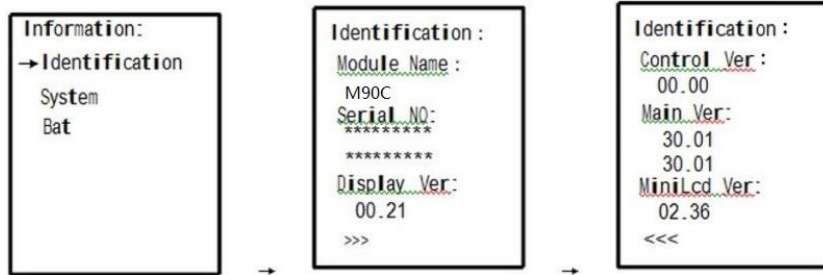 Information:
→Identification
System
Bat
Identification:
Module Name:
M90C
Serial NO:
*********
*********
Display Ver:
00.21
>>>
→
Identification:
Control Ver:
00.00
Main Ver:
30.01
30.01
MiniLcd Ver:
02.36
<<<
→